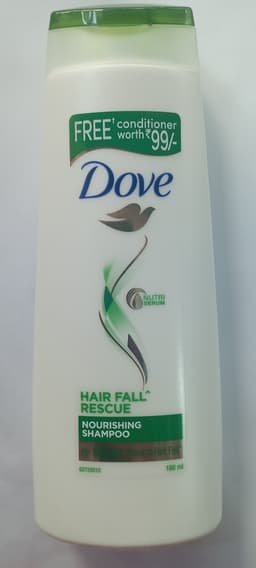 FREE† conditioner
worth ₹99/-
Dove
NUTRI
SERUM
HAIR FALL^
RESCUE
NOURISHING
SHAMPOO
180 ml